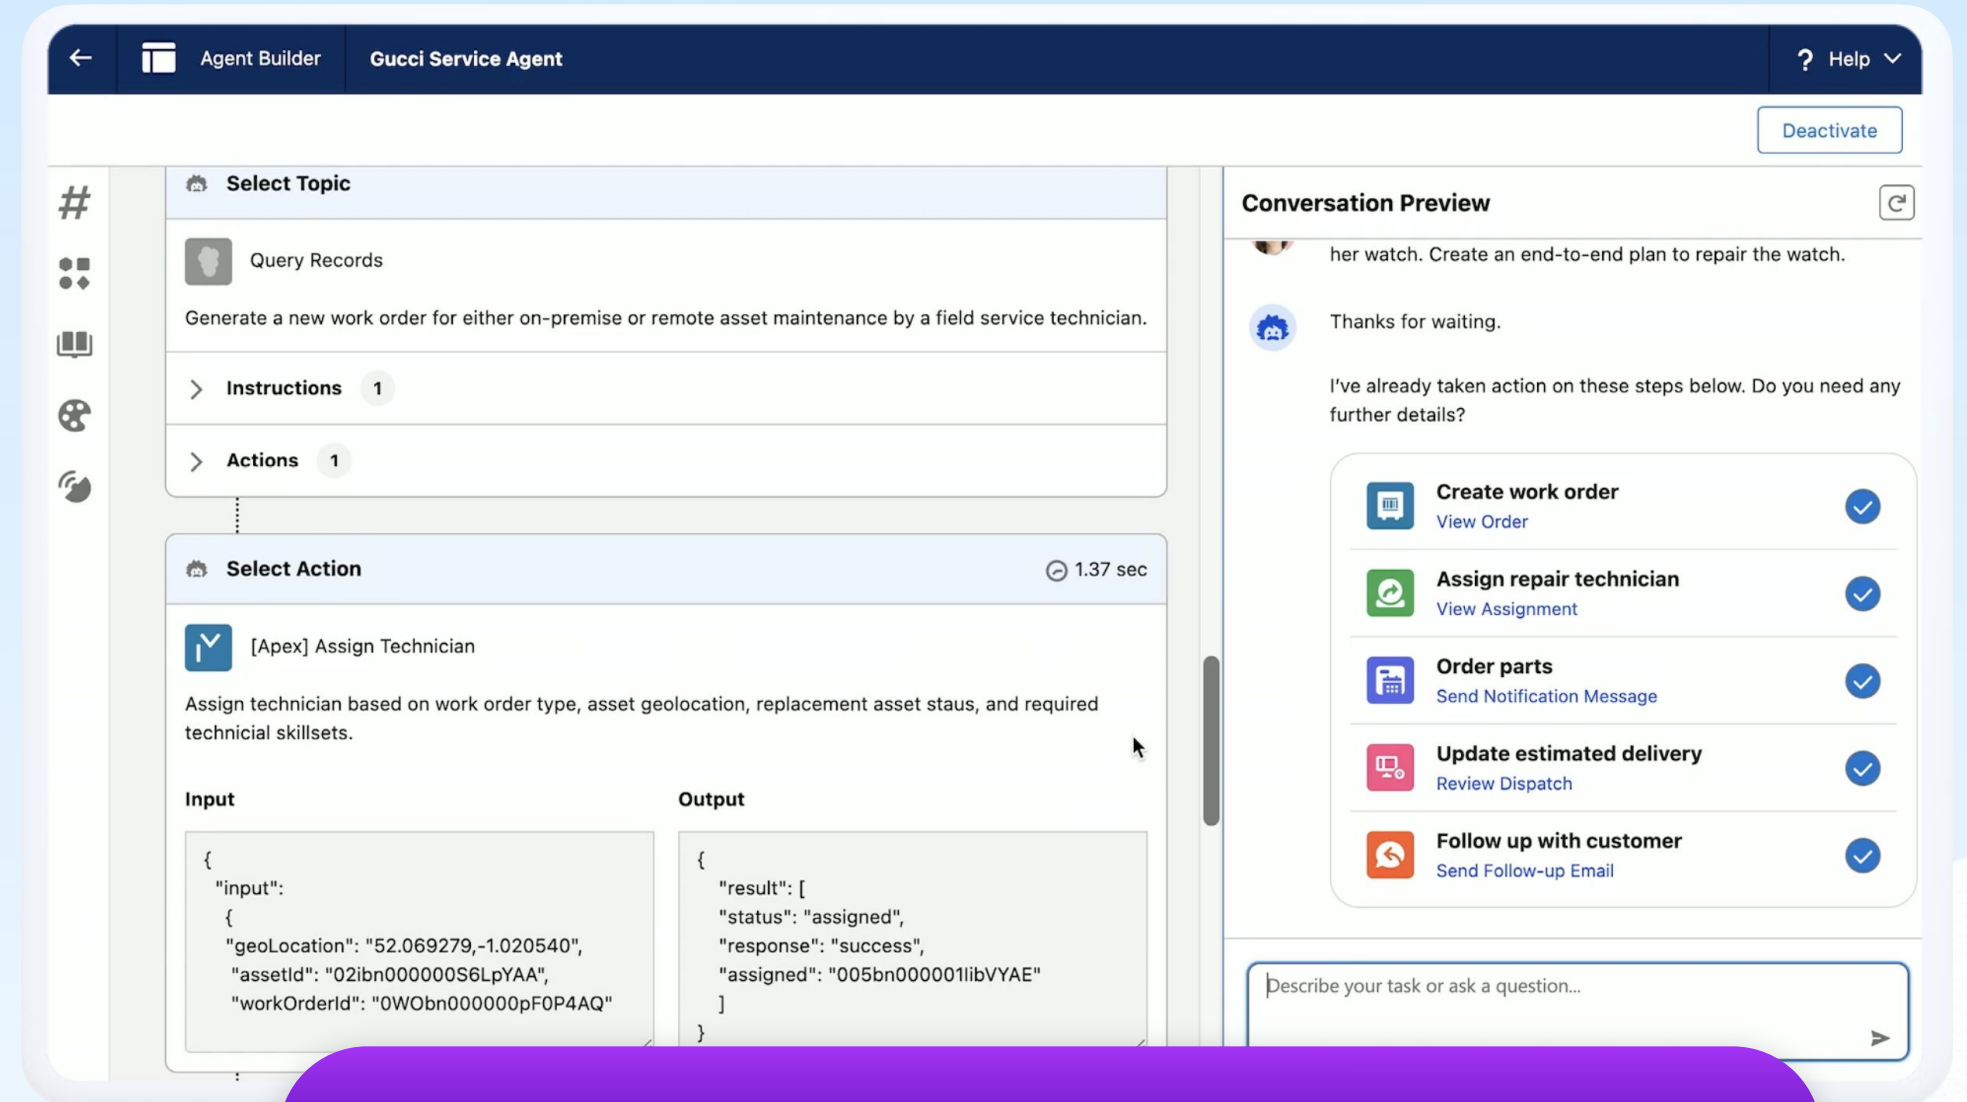 Agent Builder
Gucci Service Agent
? Help
Deactivate
Select Topic
Query Records
Generate a new work order for either on-premise or remote asset maintenance by a field service technician.
Instructions 1
Actions 1
Select Action
1.37 sec
[Apex] Assign Technician
Assign technician based on work order type, asset geolocation, replacement asset staus, and required
technicial skillsets.
Input
{
"input":
{
"geoLocation": "52.069279,-1.020540",
"assetId": "02ibn000000S6LpYAA",
"workOrderId": "0WObn000000pF0P4AQ"
Output
{
"result": [
"status": "assigned",
"response": "success",
"assigned": "005bn000001IibVYAE"
]
}
Conversation Preview
her watch. Create an end-to-end plan to repair the watch.
Thanks for waiting.
I've already taken action on these steps below. Do you need any
further details?
Create work order
View Order
Assign repair technician
View Assignment
Order parts
Send Notification Message
Update estimated delivery
Review Dispatch
Follow up with customer
Send Follow-up Email
Describe your task or ask a question...